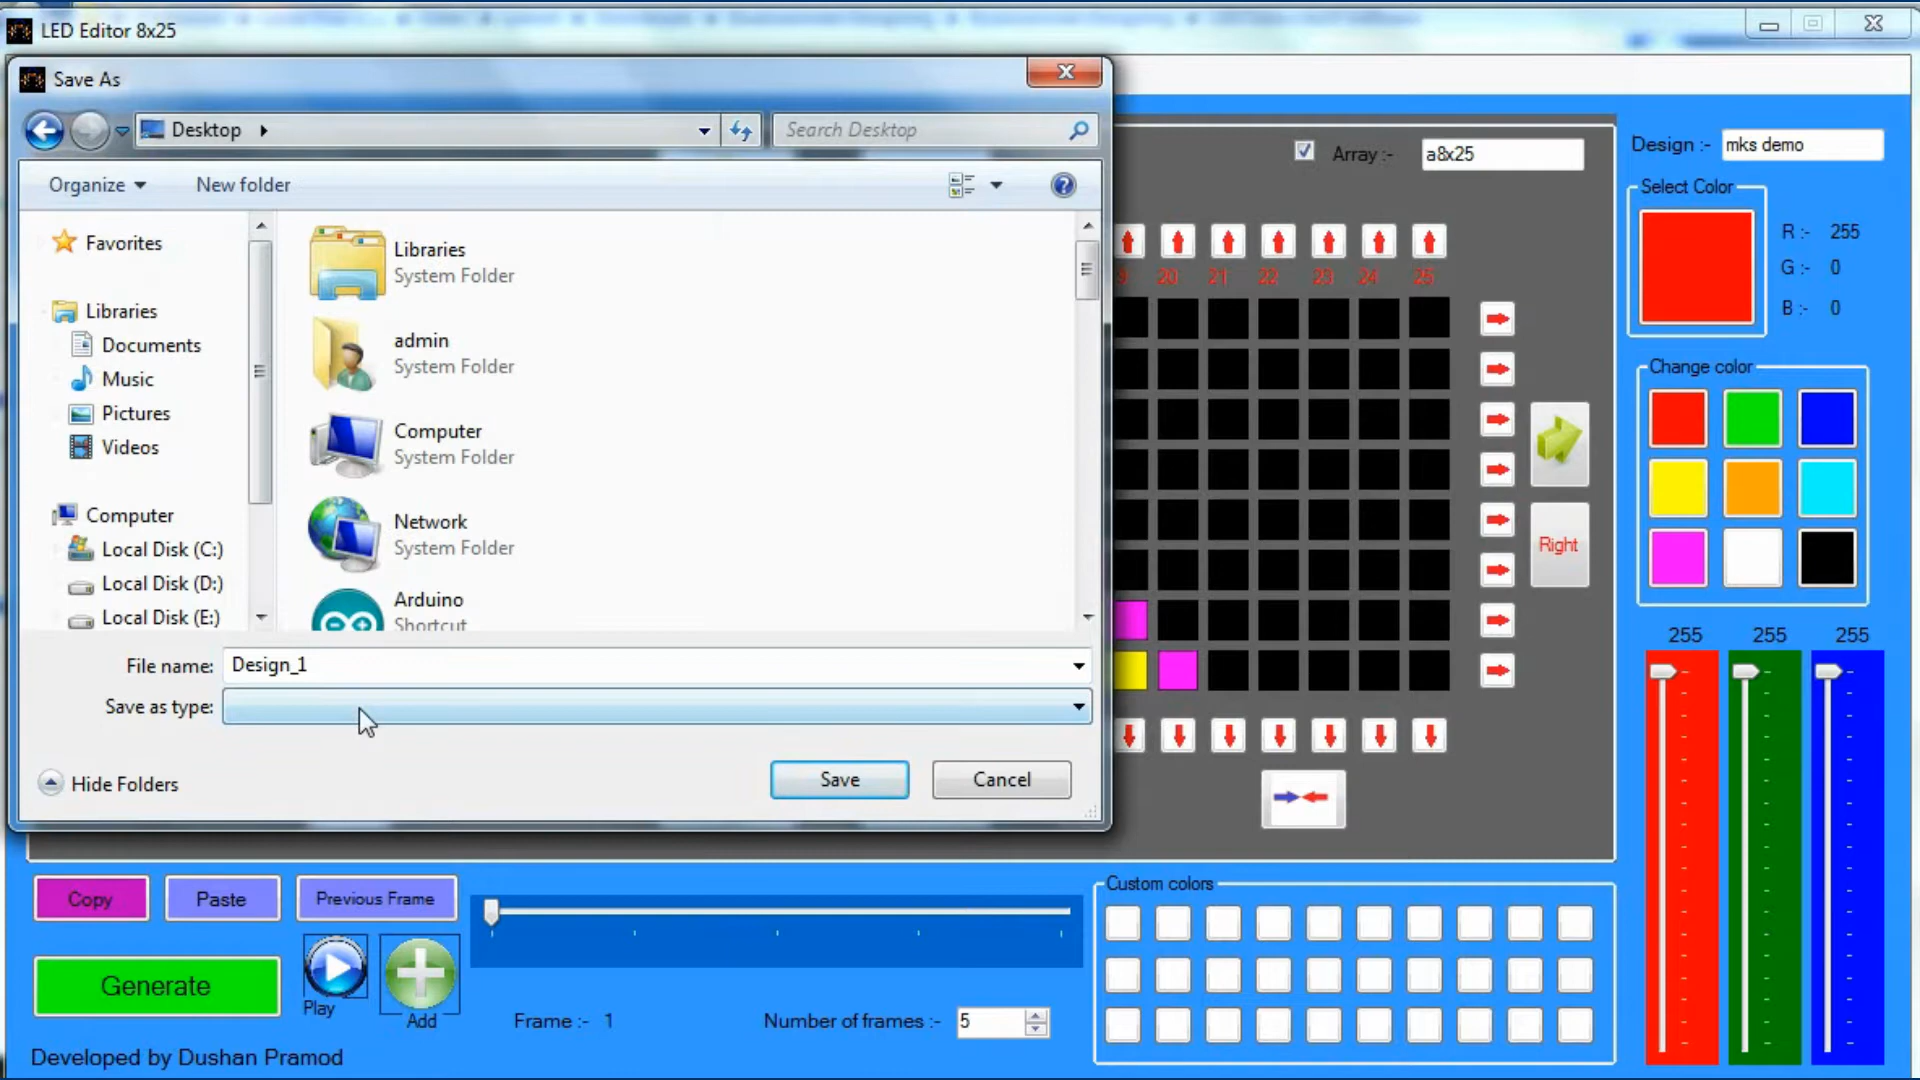 LED Editor 8x25
Save As
Desktop
Search Desktop
Organize
New folder
Favorites
Libraries
Documents
Music
Pictures
Videos
Computer
Local Disk (C:)
Local Disk (D:)
Local Disk (E:)
Libraries
System Folder
admin
System Folder
Computer
System Folder
Network
System Folder
Arduino
Shortcut
File name:
Design_1
Save as type:
Hide Folders
Save
Cancel
Array :-
a8x25
20 21 22 23 24 25
Right
Design :-
mks demo
Select Color
R :- 255
G :- 0
B :- 0
Change color
255 255 255
Copy
Paste
Previous Frame
Generate
Play
Add
Frame :- 1
Number of frames :- 5
Custom colors
Developed by Dushan Pramod